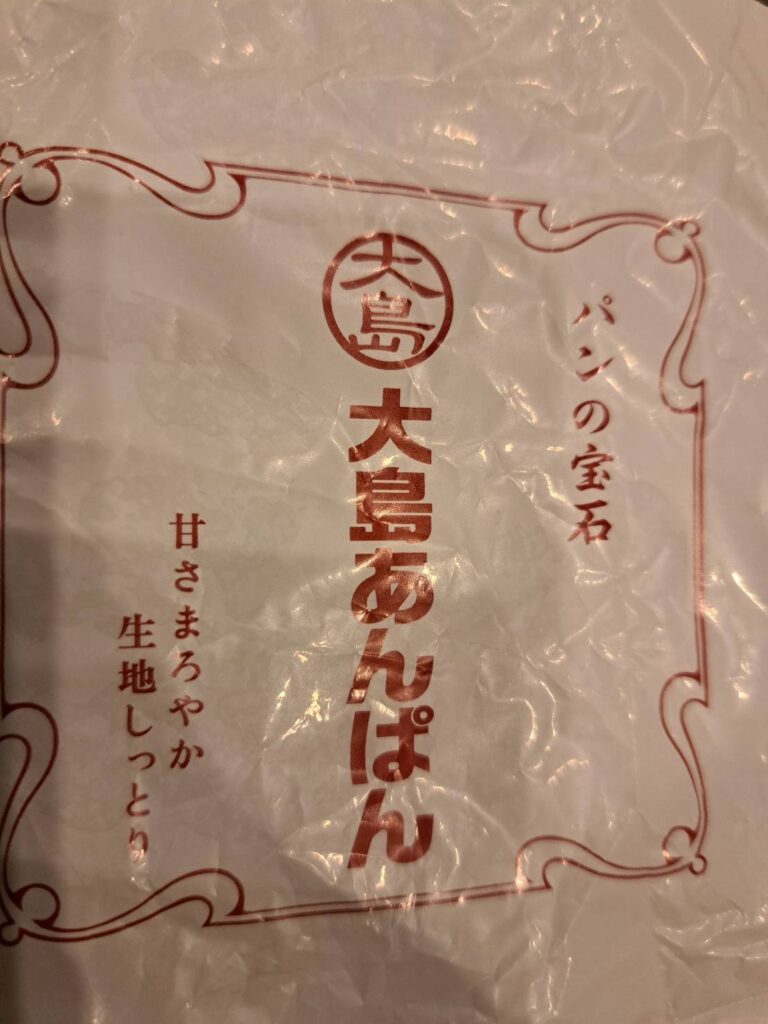 パンの宝石
大島
大島あんぱん
甘さまろやか
生地しっとり